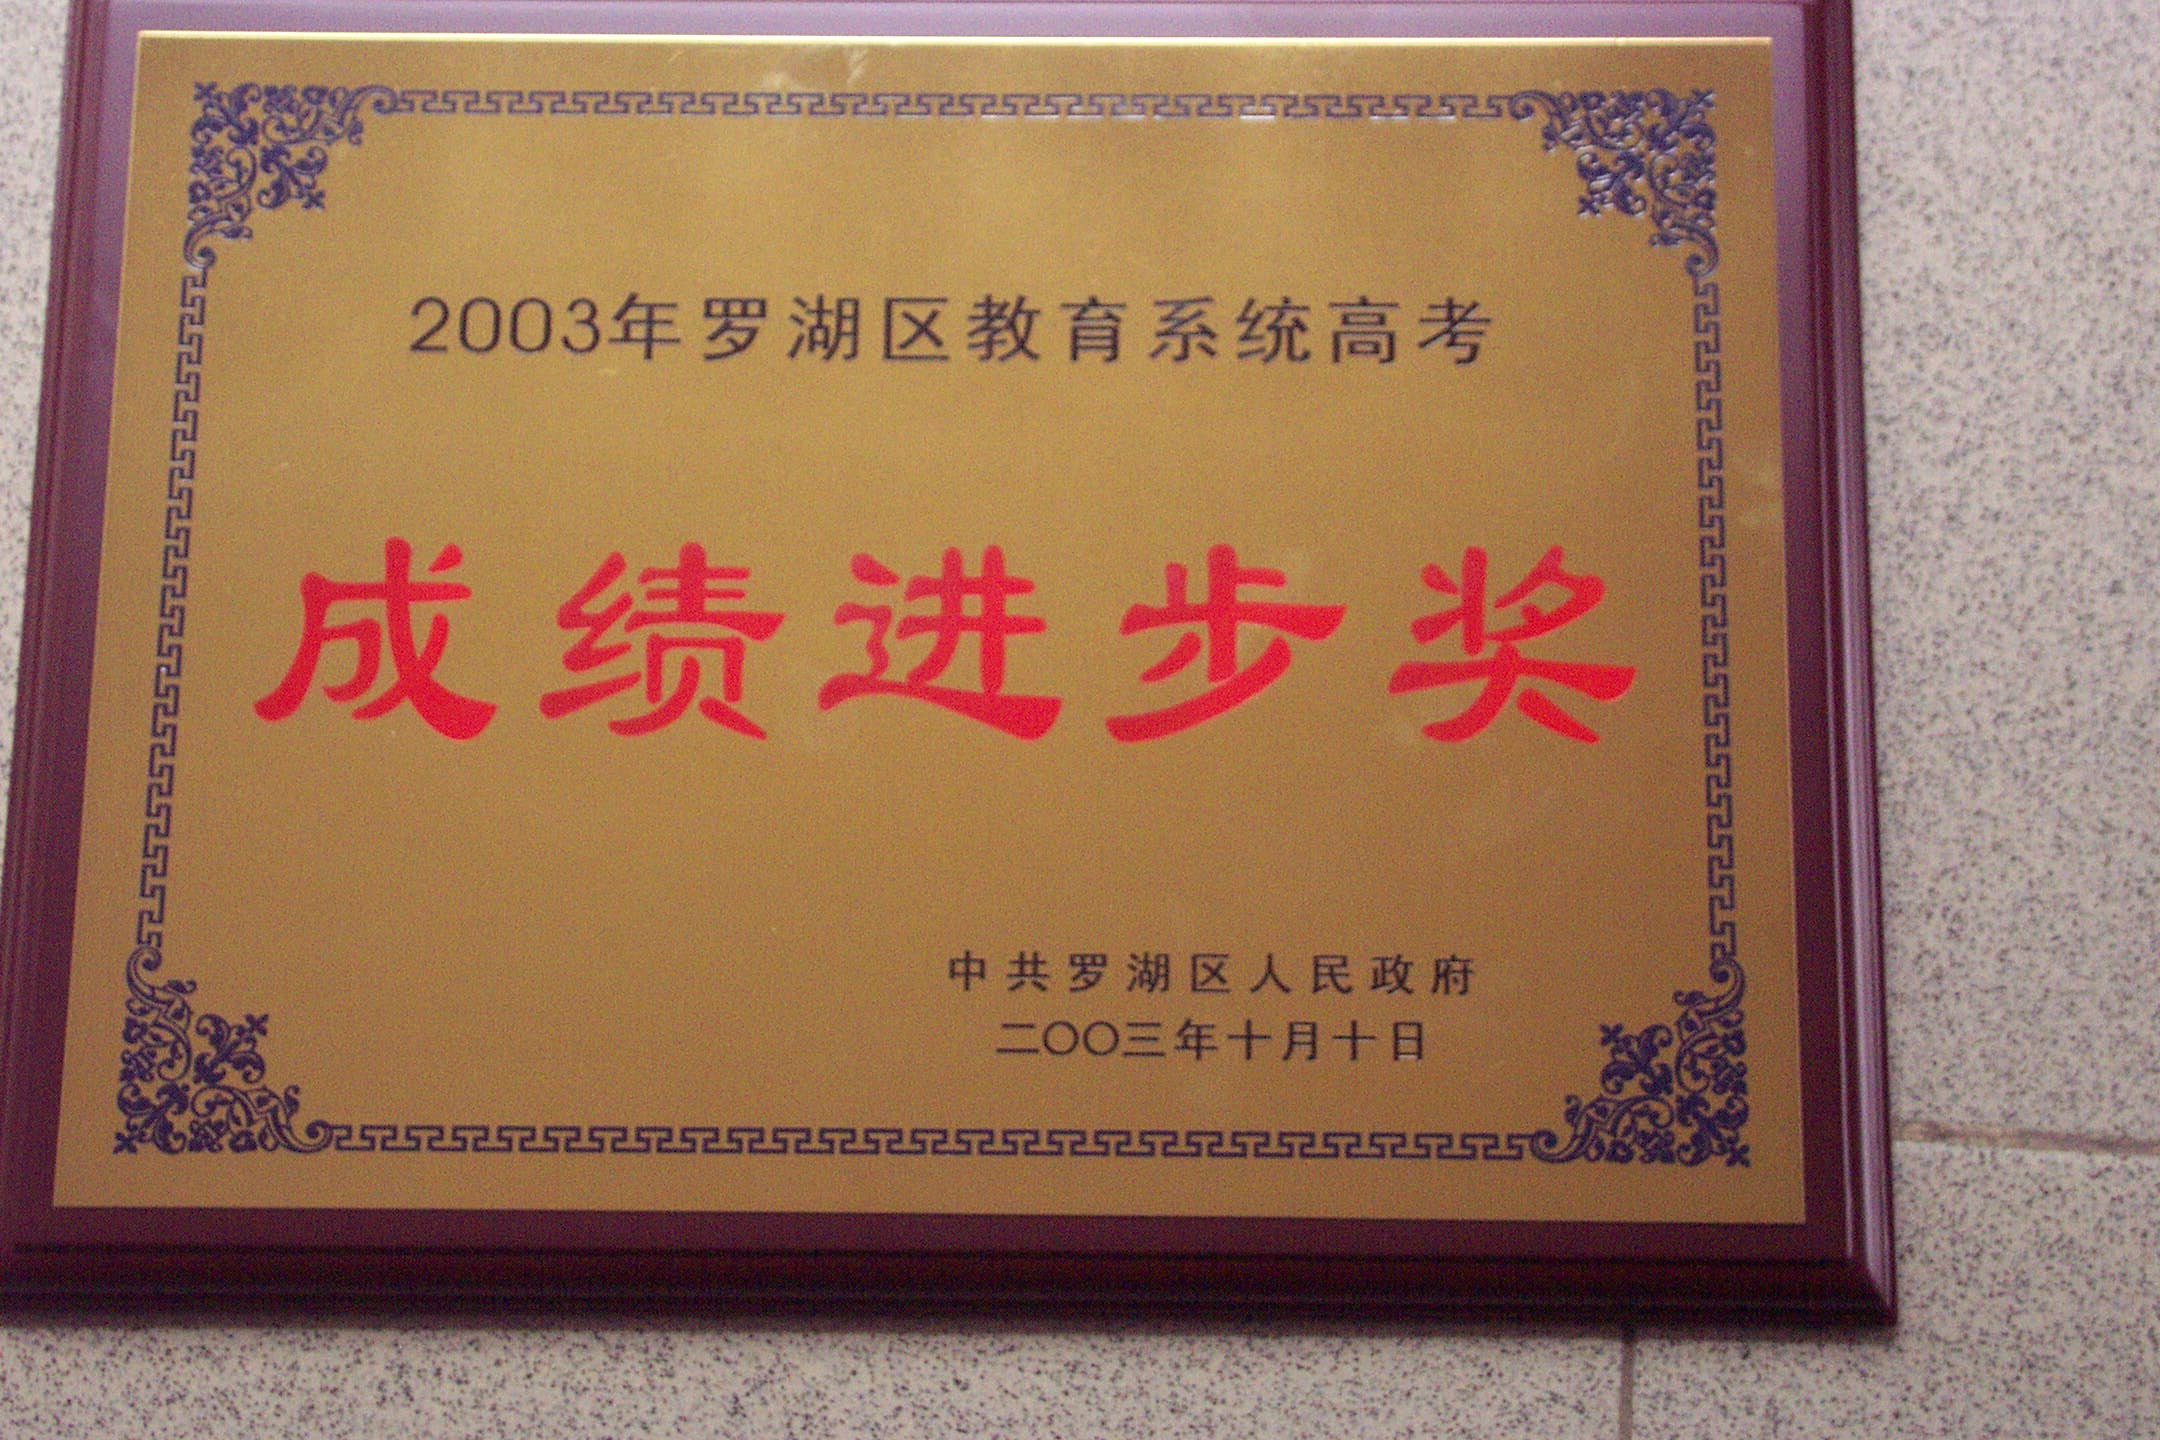 2003年罗湖区教育系统高考
成绩进步奖
中共罗湖区人民政府
二〇〇三年十月十日